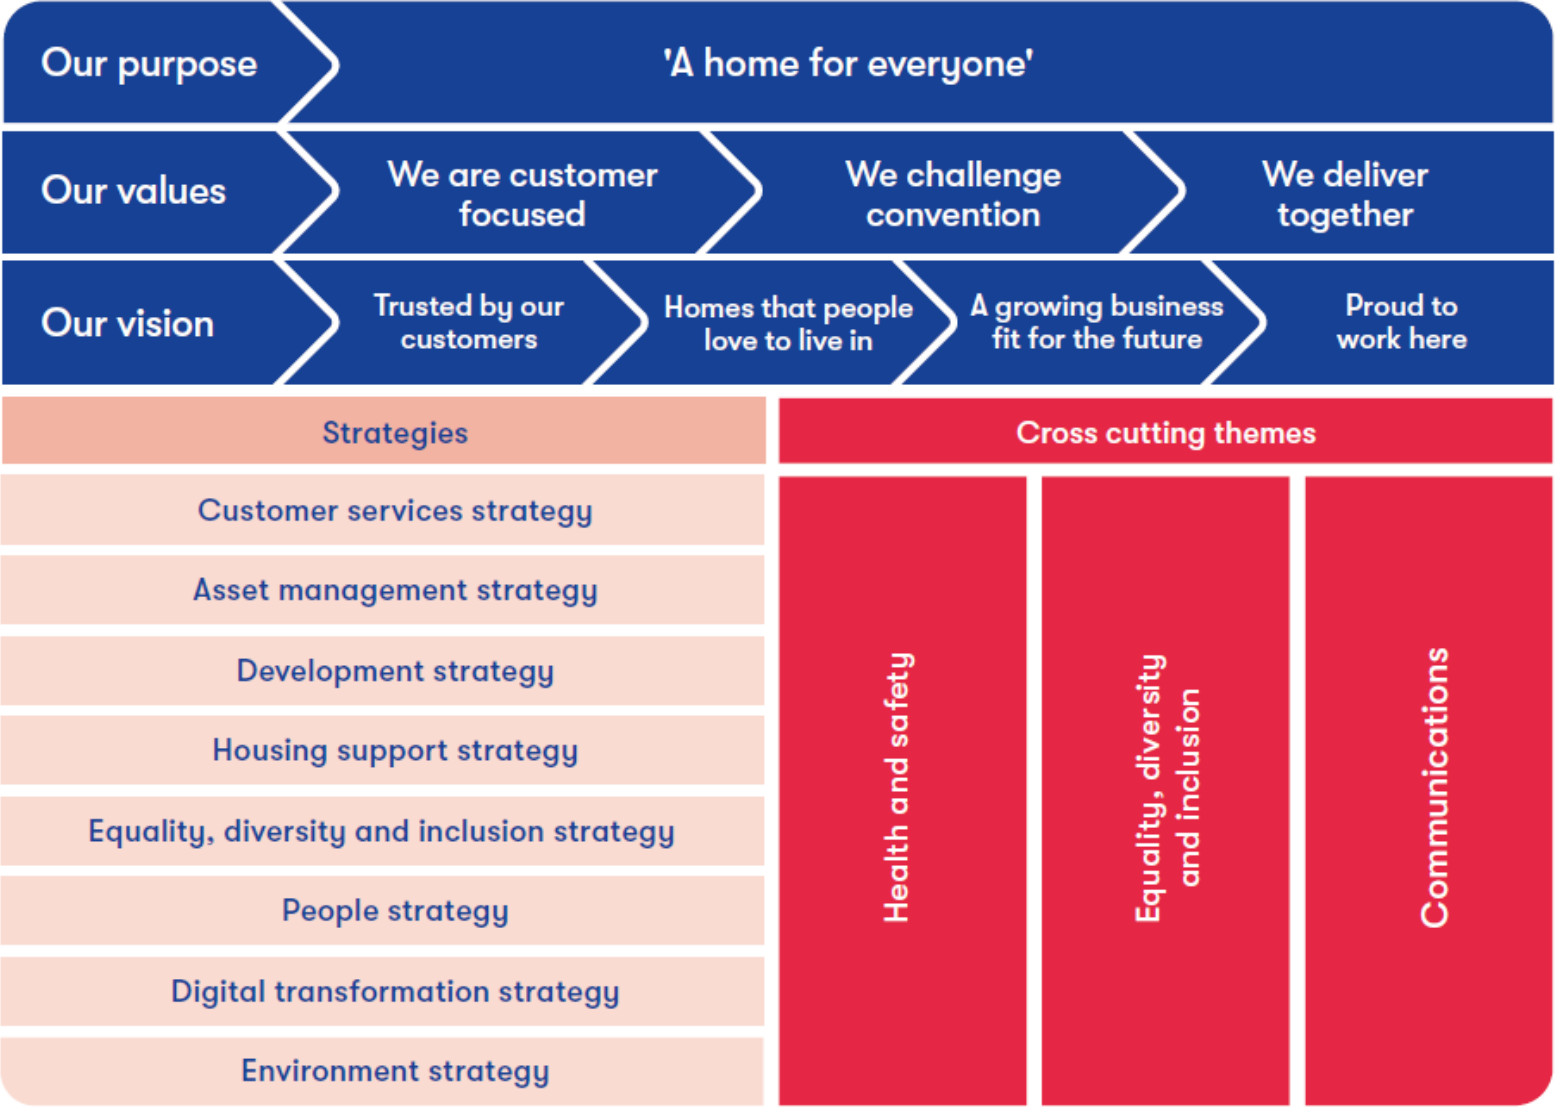 Our purpose
'A home for everyone'
Our values
We are customer
focused
We challenge
convention
We deliver
together
Our vision
Trusted by our
customers
Homes that people
love to live in
A growing business
fit for the future
Proud to
work here
Strategies
Customer services strategy
Asset management strategy
Development strategy
Housing support strategy
Equality, diversity and inclusion strategy
People strategy
Digital transformation strategy
Environment strategy
Cross cutting themes
Health and safety
Equality, diversity
and inclusion
Communications